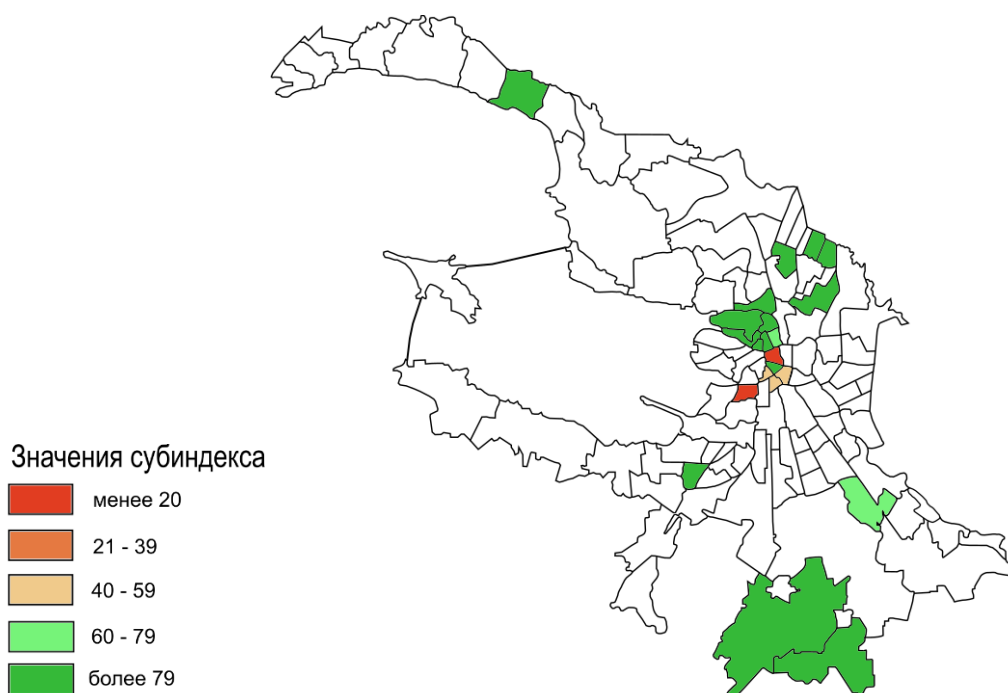 Значения субиндекса
менее 20
21 - 39
40 - 59
60 - 79
более 79